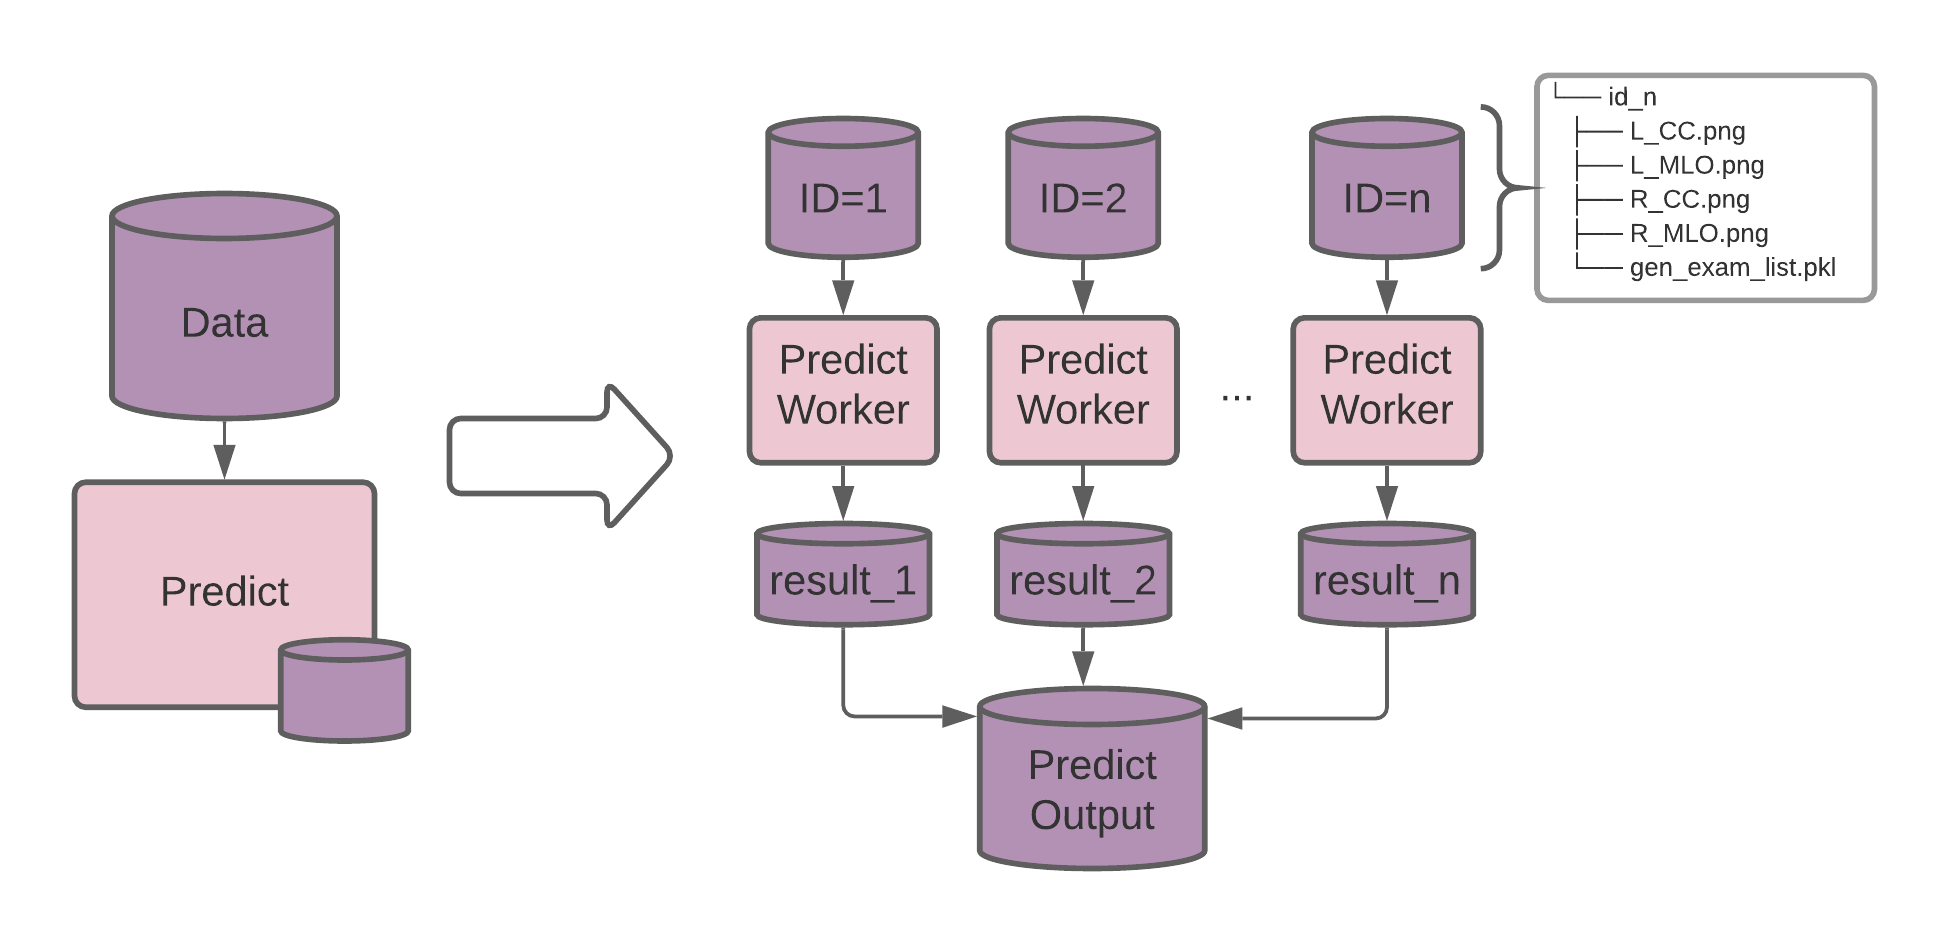 Data
Predict
ID=1
ID=2
ID=n
Predict
Worker
Predict
Worker
...
Predict
Worker
result_1
result_2
result_n
Predict
Output
└── id_n
├── L_CC.png
├── L_MLO.png
├── R_CC.png
├── R_MLO.png
└── gen_exam_list.pkl